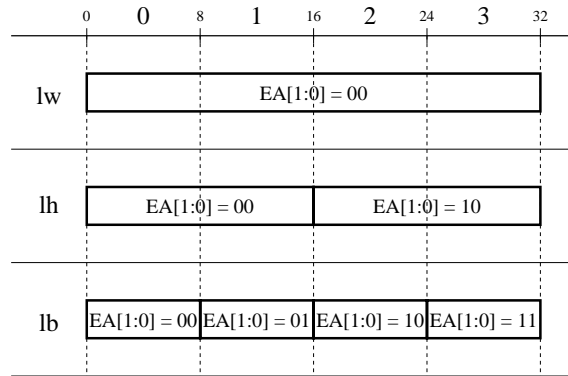 0 0 8 1 16 2 24 3 32
lw EA[1:0] = 00
lh EA[1:0] = 00 EA[1:0] = 10
lb EA[1:0] = 00 EA[1:0] = 01 EA[1:0] = 10 EA[1:0] = 11